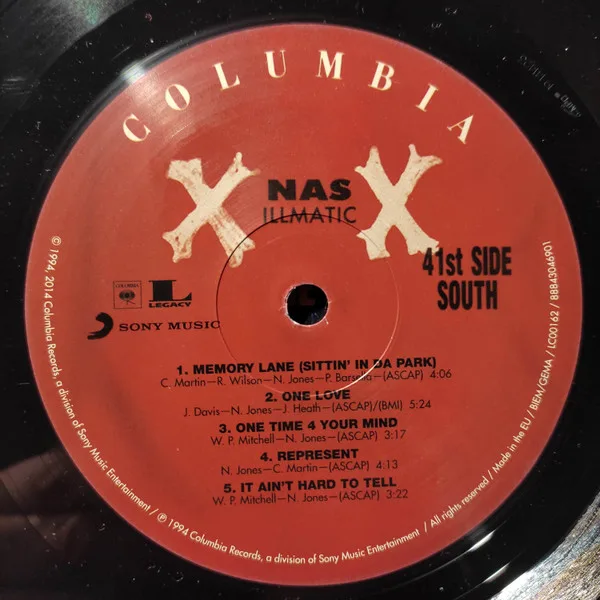 COLUMBIA
NAS
ILLMATIC
41st SIDE
SOUTH
COLUMBIA
LEGACY
SONY MUSIC
1. MEMORY LANE (SITTIN' IN DA PARK)
C. Martin–R. Wilson–N. Jones–P. Barsella–(ASCAP) 4:06
2. ONE LOVE
J. Davis–N. Jones–J. Heath–(ASCAP)/(BMI) 5:24
3. ONE TIME 4 YOUR MIND
W. P. Mitchell–N. Jones–(ASCAP) 3:17
4. REPRESENT
N. Jones–C. Martin–(ASCAP) 4:13
5. IT AIN'T HARD TO TELL
W. P. Mitchell–N. Jones–(ASCAP) 3:22
© 1994, 2014 Columbia Records, a division of Sony Music Entertainment / ℗ 1994 Columbia Records, a division of Sony Music Entertainment / All rights reserved / Made in the EU / BIEM/GEMA / LC00162 / 88843046901